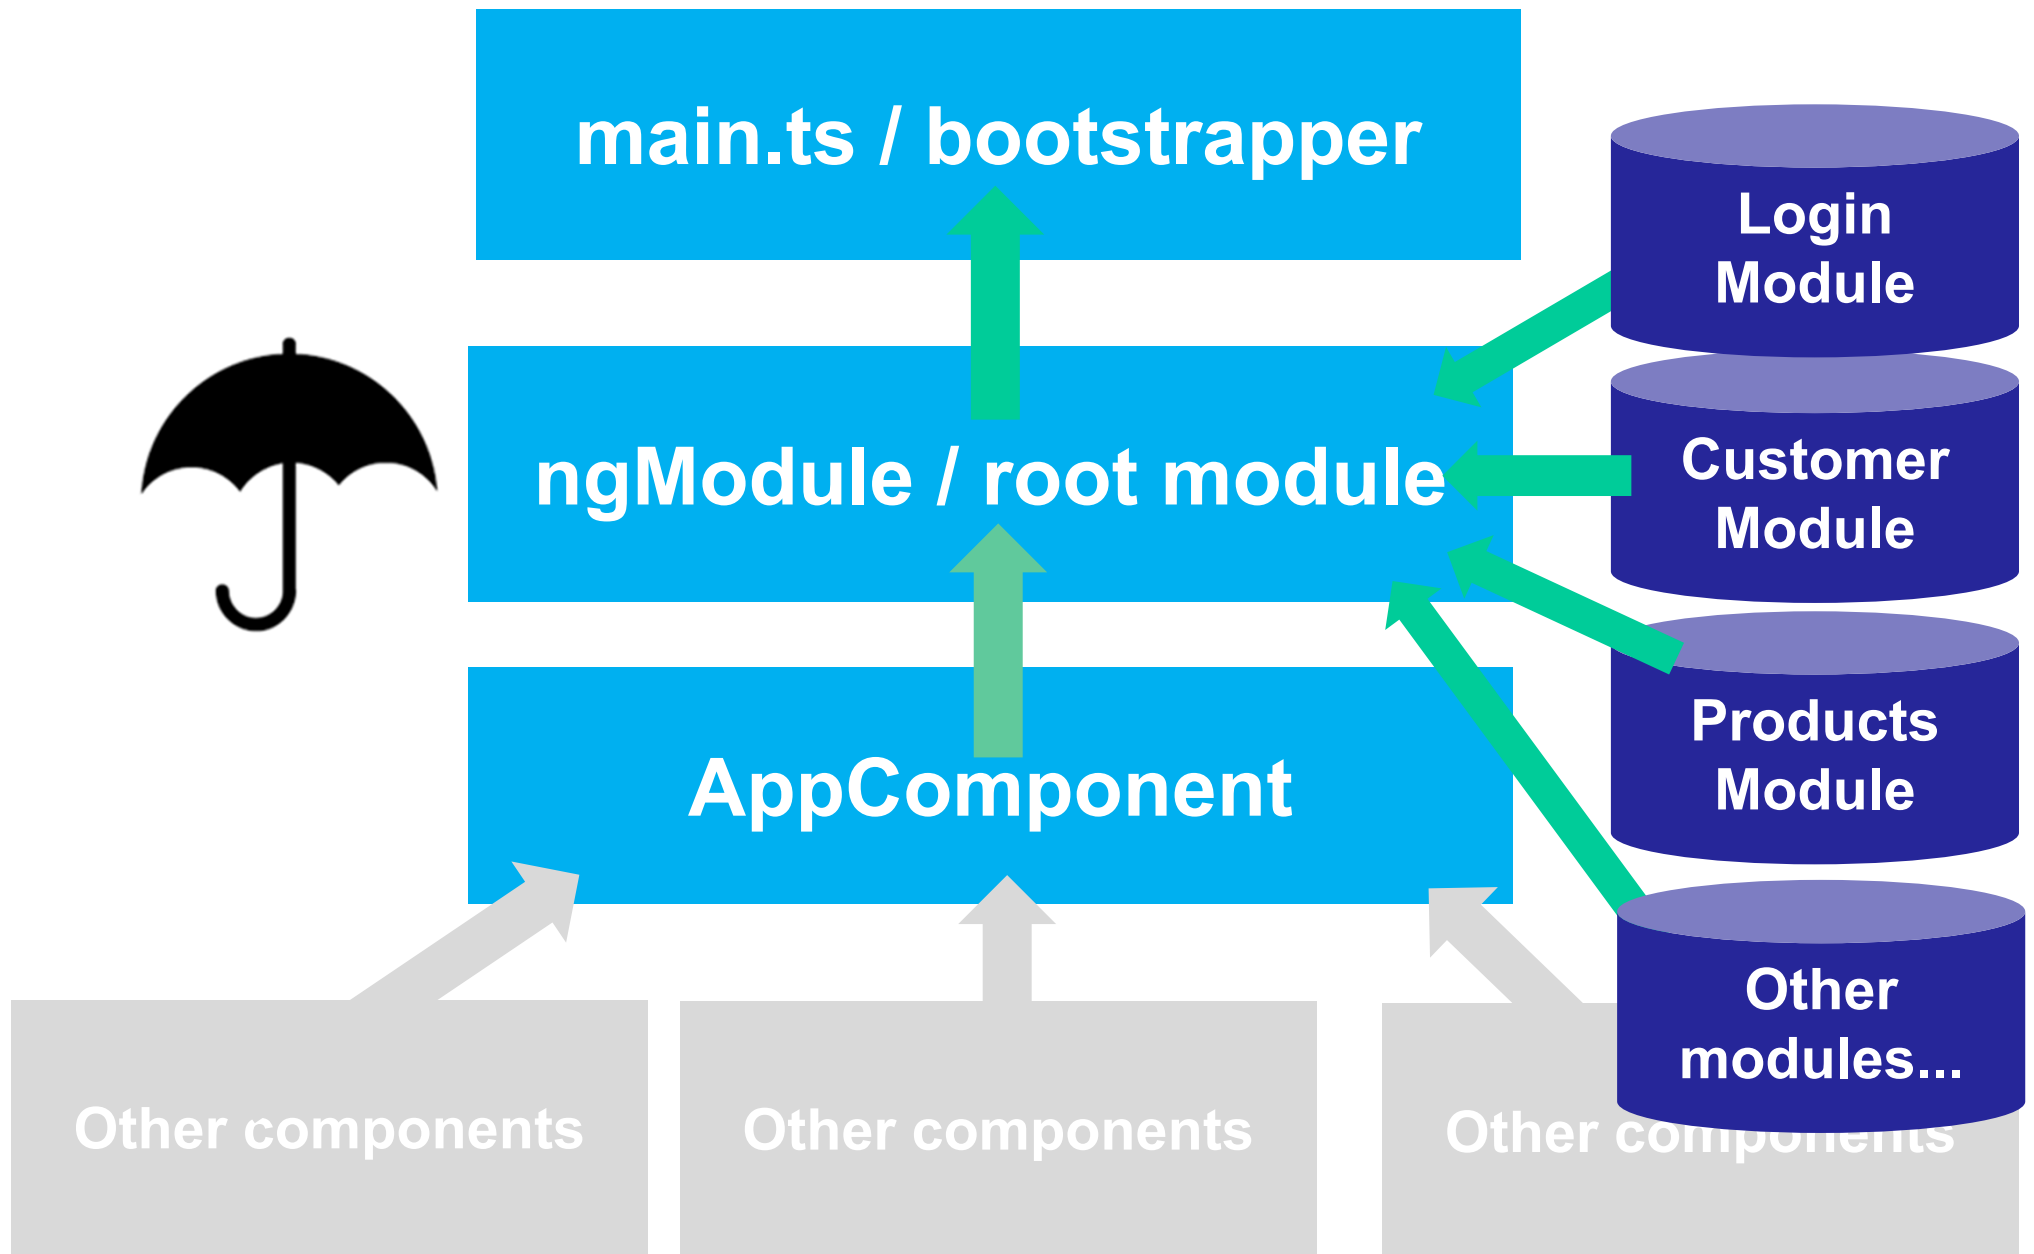 main.ts / bootstrapper
Login
Module
ngModule / root module
Customer
Module
Products
Module
AppComponent
Other
modules...
Other components
Other components
Other components